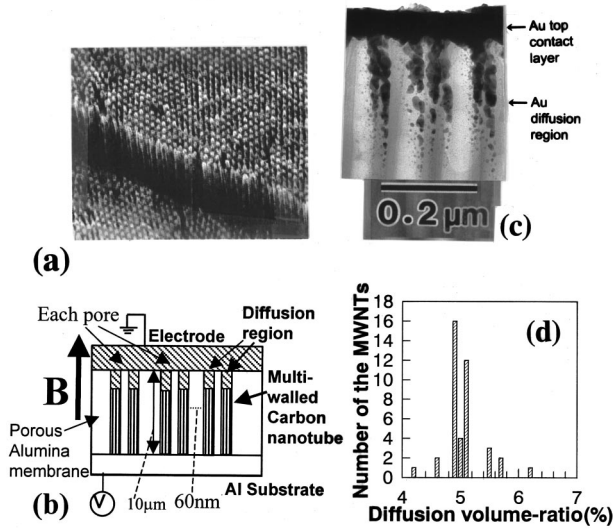 (a)
Au top
contact
layer
Au
diffusion
region
0.2 μm
(c)
Each pore
Electrode
Diffusion
region
B
Multi-
walled
Carbon
nanotube
Porous
Alumina
membrane
10μm
60nm
Al Substrate
V
(b)
Number of the MWNTs
18
16
14
12
10
8
6
4
2
0
(d)
4
5
6
7
Diffusion volume-ratio(%)